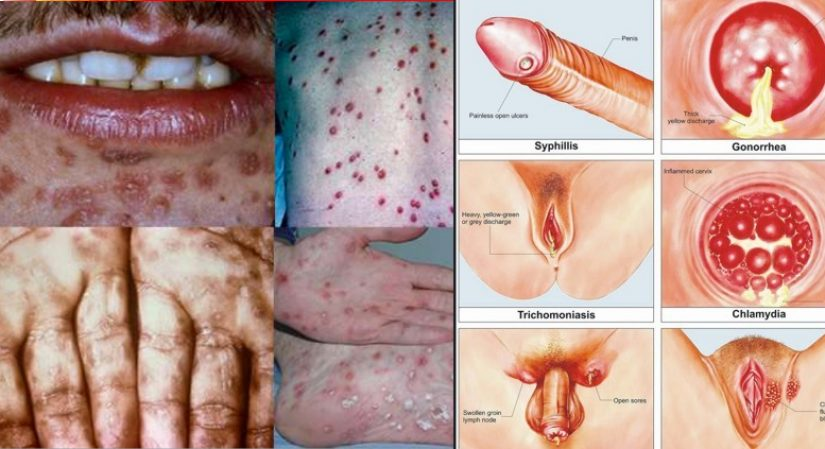 Penis
Painless open ulcers
Syphillis
Thick
yellow discharge
Gonorrhea
Heavy, yellow-green
or grey discharge
Trichomoniasis
Inflammed cervix
Chlamydia
Swollen groin
lymph node
Open sores